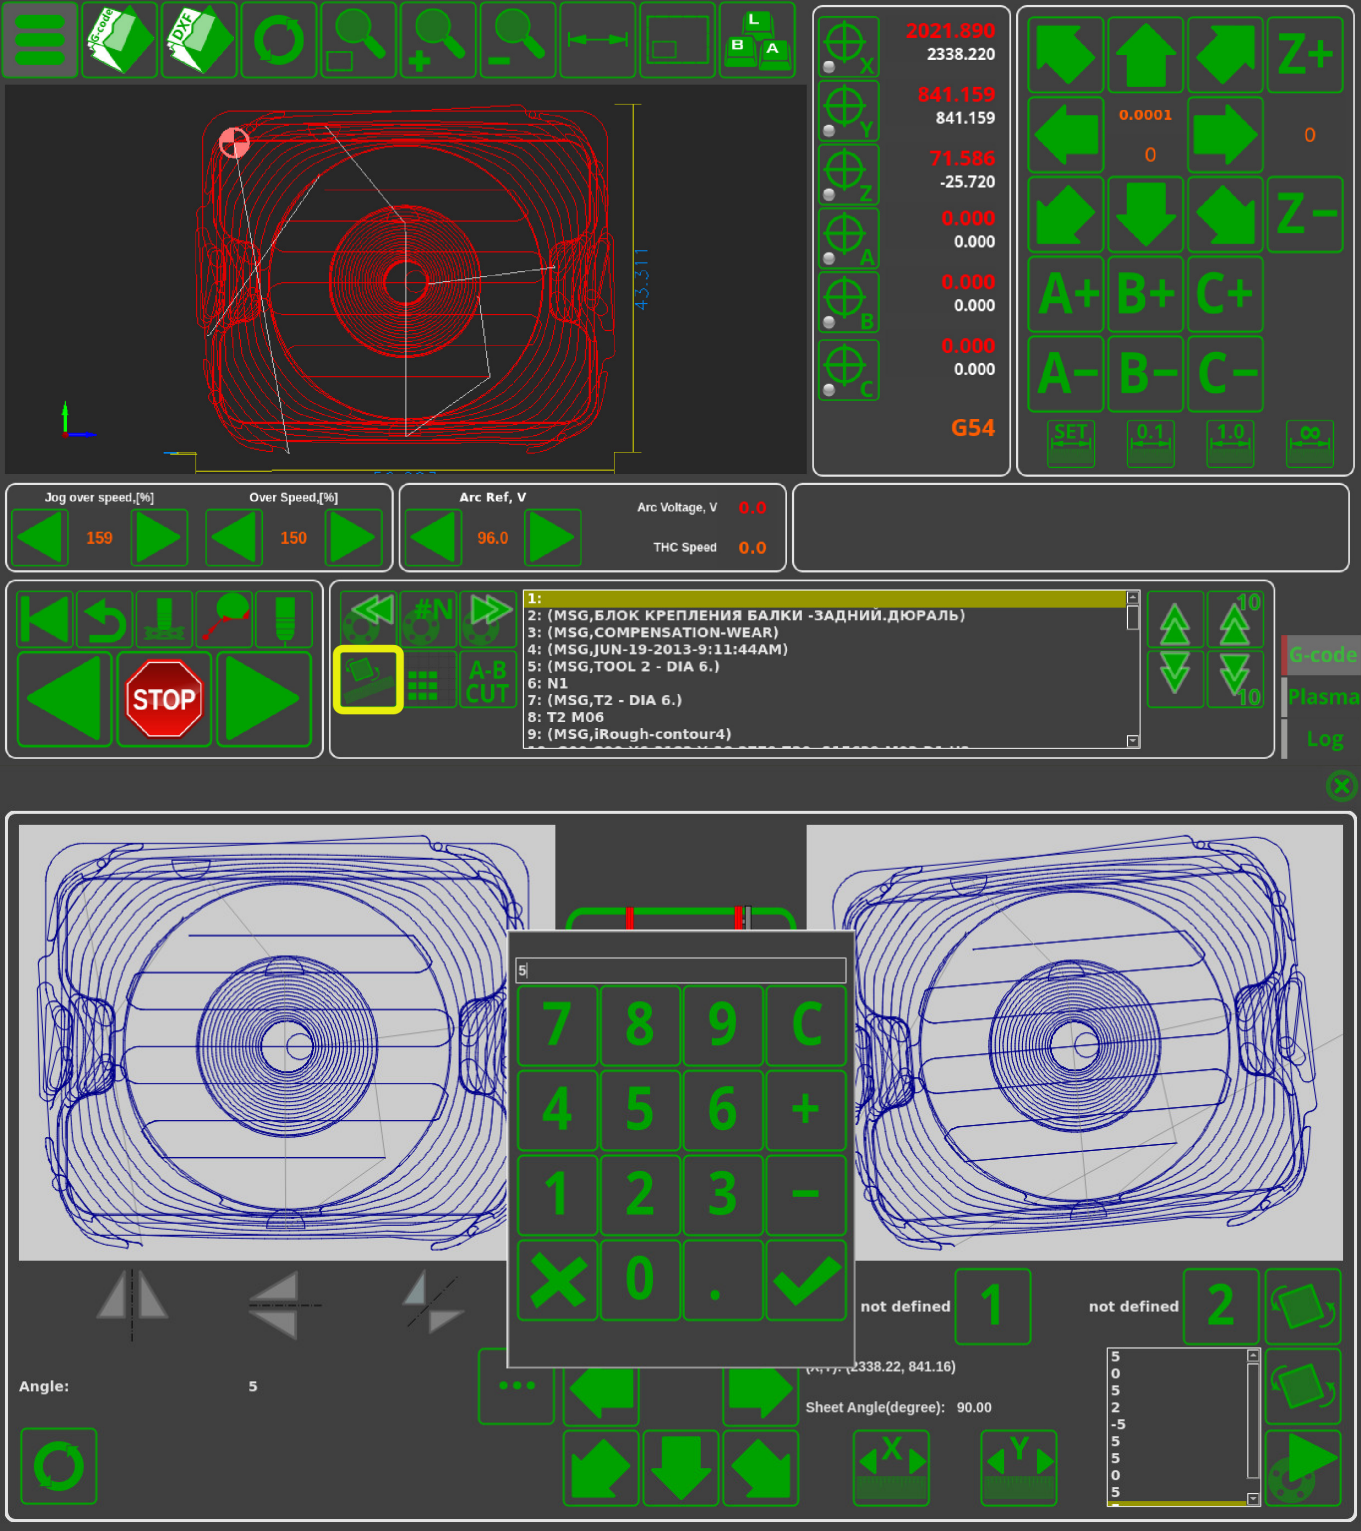 G-code
DXF
L
B
A
X
2021.890
2338.220
Y
841.159
841.159
Z
71.586
-25.720
A
0.000
0.000
B
0.000
0.000
C
0.000
0.000
G54
Z+
0.0001
0
0
Z-
A+ B+ C+
A- B- C-
SET 0.1 1.0 ∞
43.311
Jog over speed,[%]
159
Over Speed,[%]
150
Arc Ref, V
96.0
Arc Voltage, V 0.0
THC Speed 0.0
STOP
#N
A-B
CUT
1:
2: (MSG,БЛОК КРЕПЛЕНИЯ БАЛКИ -ЗАДНИЙ.ДЮРАЛЬ)
3: (MSG,COMPENSATION-WEAR)
4: (MSG,JUN-19-2013-9:11:44AM)
5: (MSG,TOOL 2 - DIA 6.)
6: N1
7: (MSG,T2 - DIA 6.)
8: T2 M06
9: (MSG,iRough-contour4)
10
10
G-code
Plasma
Log
5
7 8 9 C
4 5 6 +
1 2 3 -
0 .
not defined 1
not defined 2
(X,Y): (2338.22, 841.16)
Angle: 5
...
Sheet Angle(degree): 90.00
X
Y
5
0
5
2
-5
5
5
0
5